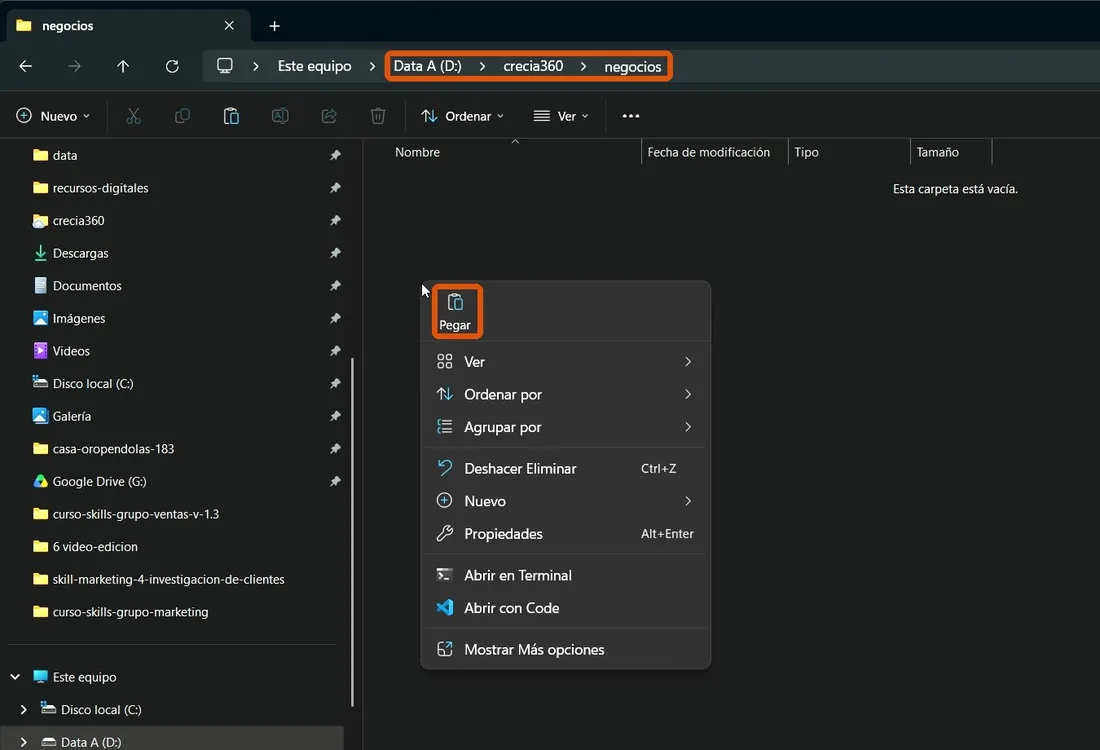 negocios
Este equipo > Data A (D:) > crecia360 > negocios
Nuevo Ordenar Ver
Nombre Fecha de modificación Tipo Tamaño
Esta carpeta está vacía.
data
recursos-digitales
crecia360
Descargas
Documentos
Imágenes
Videos
Disco local (C:)
Galería
casa-oropendolas-183
Google Drive (G:)
curso-skills-grupo-ventas-v-1.3
6 video-edicion
skill-marketing-4-investigacion-de-clientes
curso-skills-grupo-marketing
Este equipo
Disco local (C:)
Data A (D:)
Pegar
Ver
Ordenar por
Agrupar por
Deshacer Eliminar Ctrl+Z
Nuevo
Propiedades Alt+Enter
Abrir en Terminal
Abrir con Code
Mostrar Más opciones